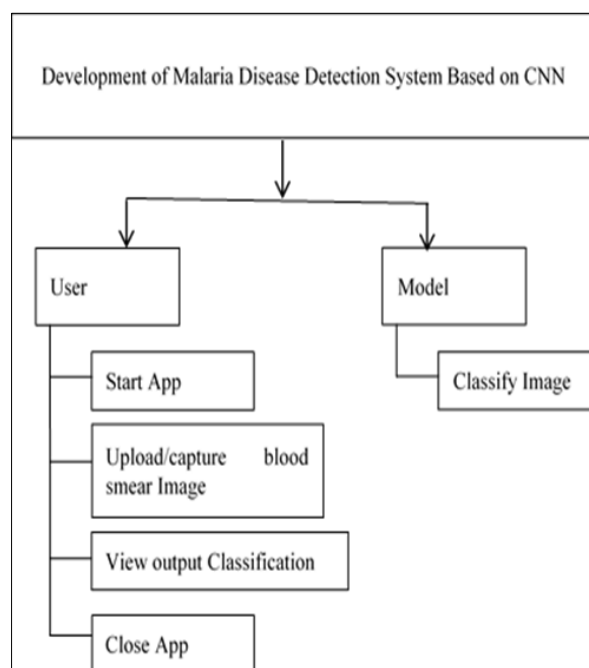 Development of Malaria Disease Detection System Based on CNN
User
Model
Start App
Classify Image
Upload/capture blood
smear Image
View output Classification
Close App